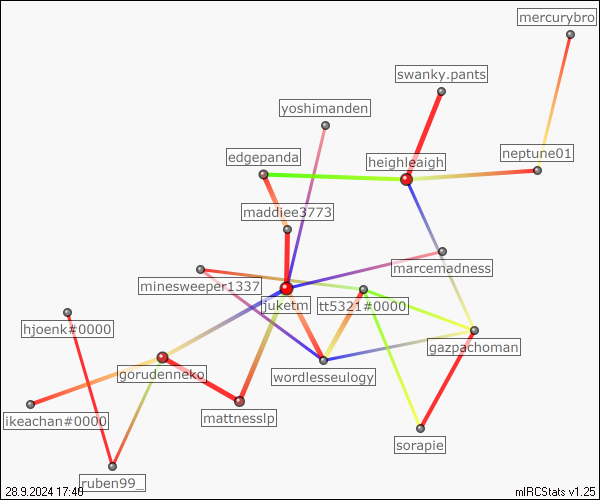 mercurybro
swanky.pants
yoshimanden
neptune01
edgepanda
heighleaigh
maddiee3773
marcemadness
minesweeper1337
juketm
tt5321#0000
hjoenk#0000
gazpachoman
gorudenneko
wordlesseulogy
mattnesslp
ikeachan#0000
sorapie
ruben99_
28.9.2024 17:40
mIRCStats v1.25